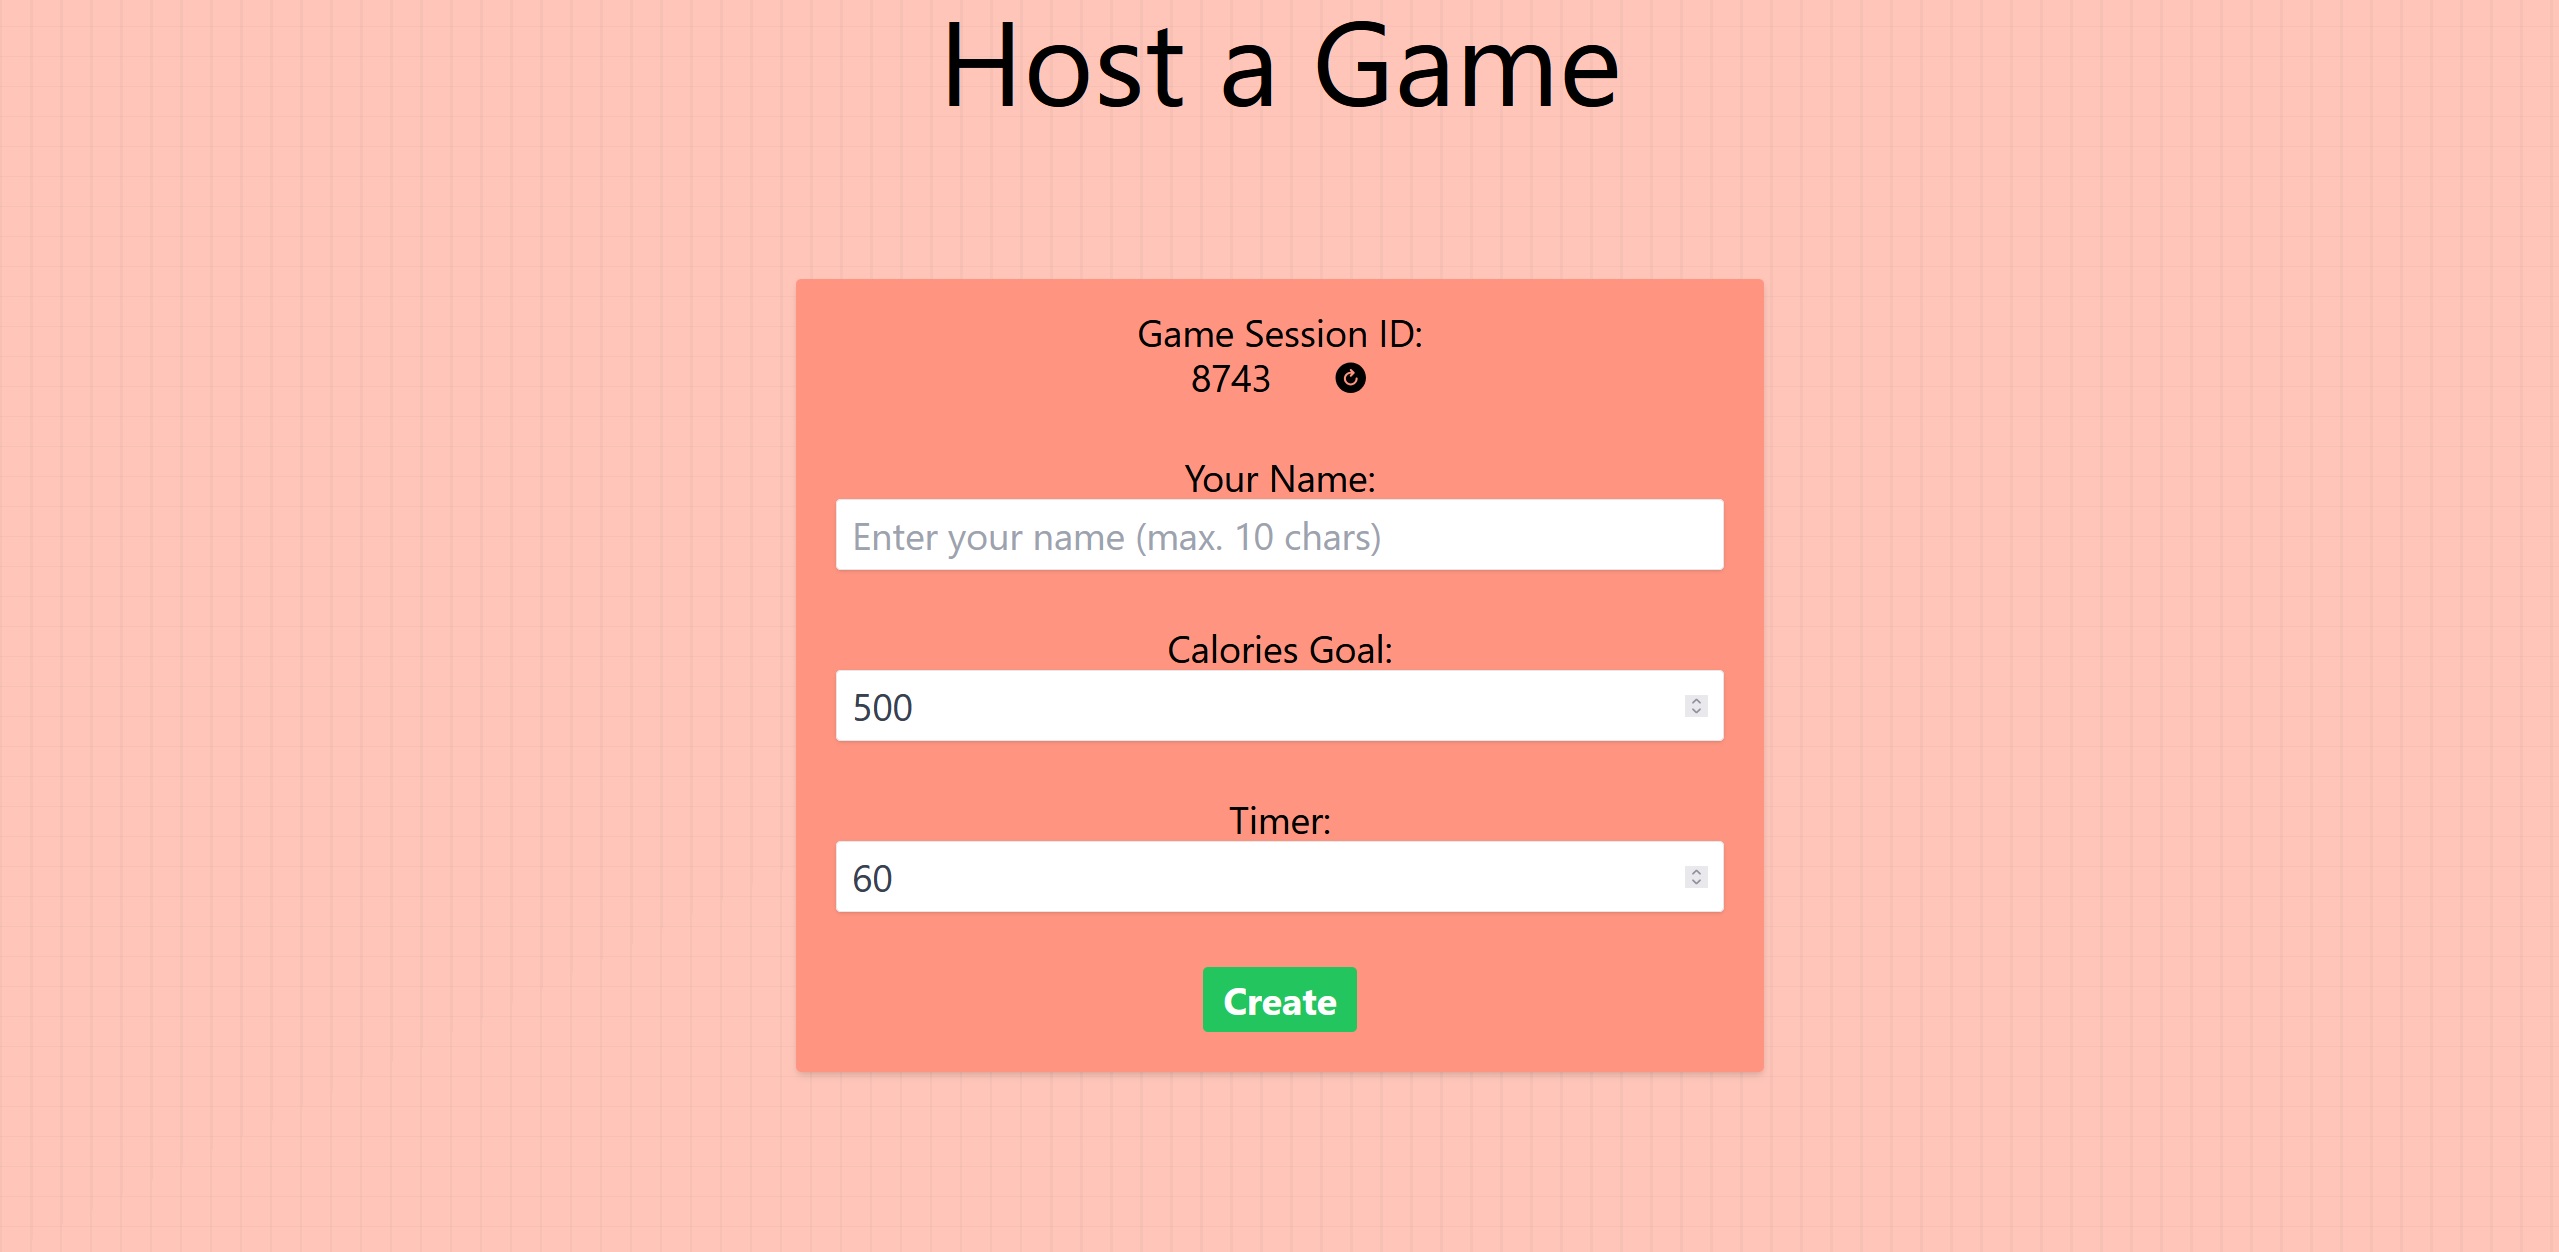 Host a Game
Game Session ID:
8743
Your Name:
Enter your name (max. 10 chars)
Calories Goal:
500
Timer:
60
Create